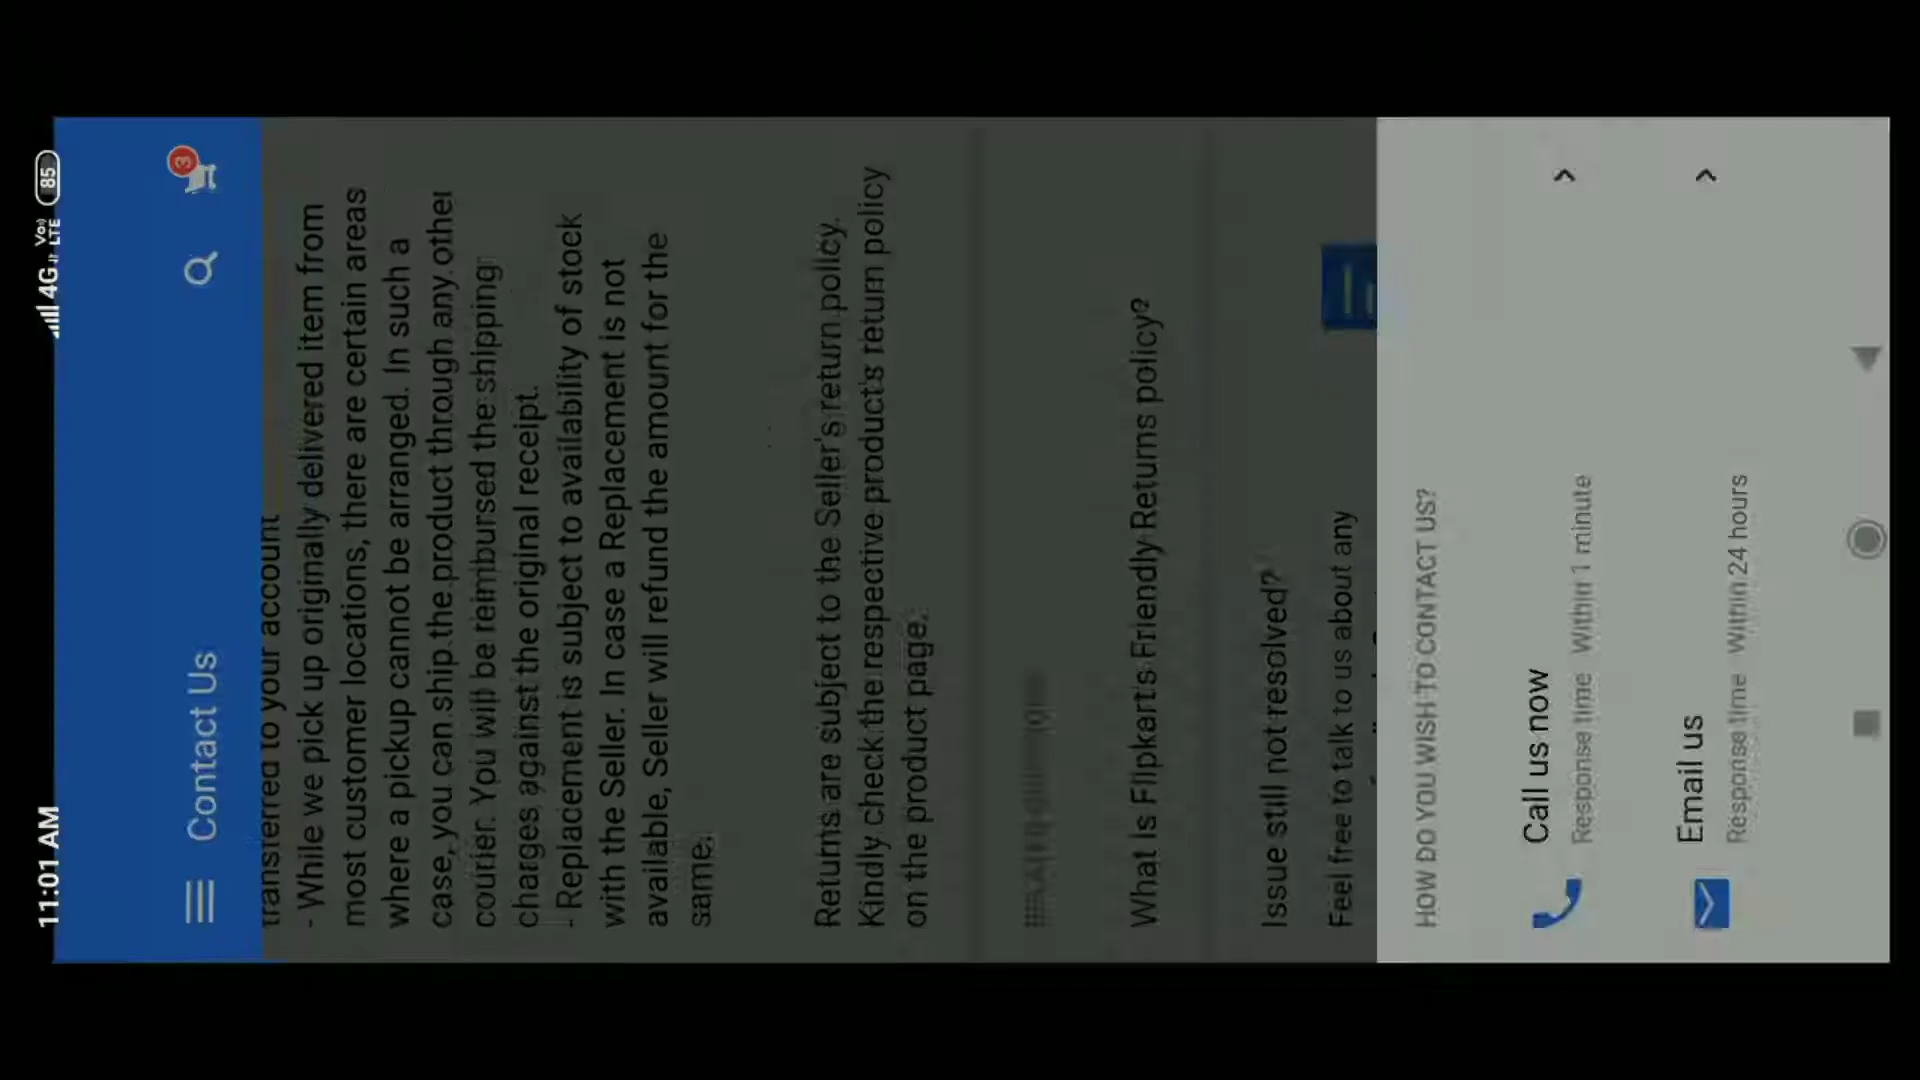 11:01 AM
4G
Vo))
LTE
85
Contact Us
3
transferred to your account
- While we pick up originally delivered item from
most customer locations, there are certain areas
where a pickup cannot be arranged. In such a
case, you can ship the product through any other
courier. You will be reimbursed the shipping
charges against the original receipt.
- Replacement is subject to availability of stock
with the Seller. In case a Replacement is not
available, Seller will refund the amount for the
same.
Returns are subject to the Seller's return policy.
Kindly check the respective product's return policy
on the product page.
What Is Flipkart's Friendly Returns policy?
Issue still not resolved?
Feel free to talk to us about any
HOW DO YOU WISH TO CONTACT US?
Call us now
Response time Within 1 minute
Email us
Response time Within 24 hours